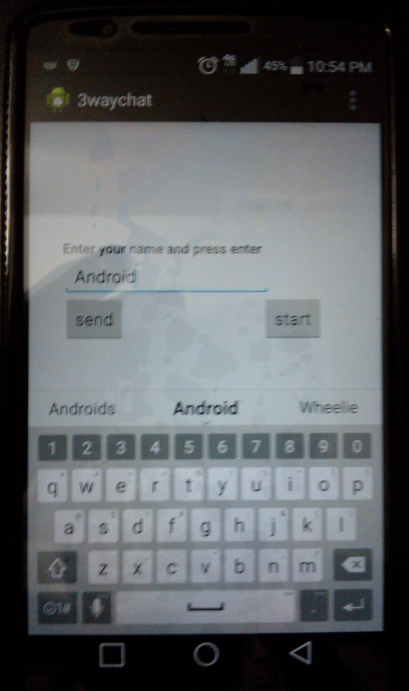 45% 10:54 PM
3waychat
Enter your name and press enter
Android
send start
Androids Android Wheelie
1 2 3 4 5 6 7 8 9 0
q w e r t y u i o p
a s d f g h j k l
z x c v b n m
☺1# .